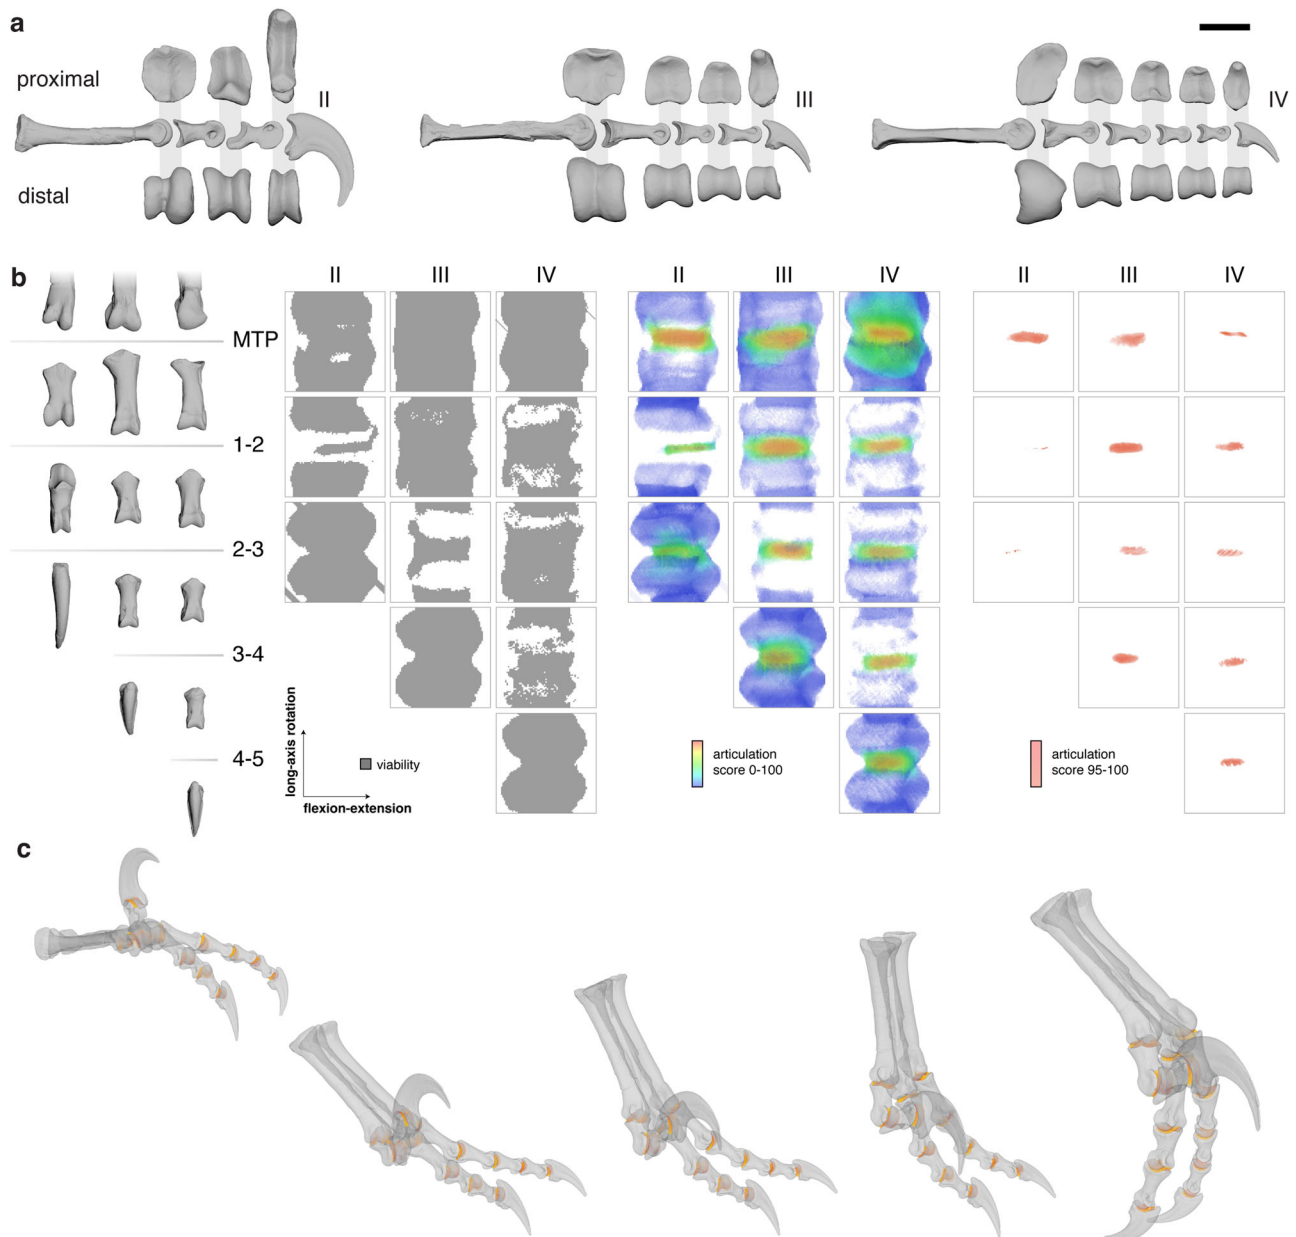 a
proximal
distal
II
III
IV
b
II III IV II III IV II III IV
MTP
1-2
2-3
3-4
4-5
long-axis rotation
flexion-extension
viability
articulation
score 0-100
articulation
score 95-100
c